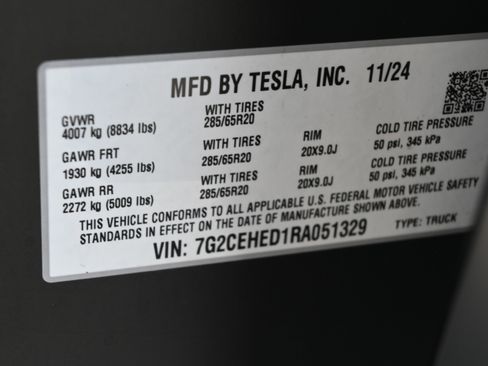 MFD BY TESLA, INC. 11/24
GVWR WITH TIRES
4007 kg (8834 lbs) 285/65R20
GAWR FRT WITH TIRES RIM COLD TIRE PRESSURE
1930 kg (4255 lbs) 285/65R20 20X9.0J 50 psi, 345 kPa
GAWR RR WITH TIRES RIM COLD TIRE PRESSURE
2272 kg (5009 lbs) 285/65R20 20X9.0J 50 psi, 345 kPa
THIS VEHICLE CONFORMS TO ALL APPLICABLE U.S. FEDERAL MOTOR VEHICLE SAFETY
STANDARDS IN EFFECT ON THE DATE OF MANUFACTURE SHOWN ABOVE.
VIN: 7G2CEHED1RA051329 TYPE: TRUCK